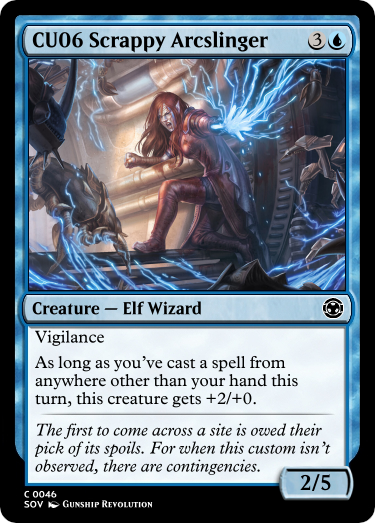 CU06 Scrappy Arcslinger 3
Creature — Elf Wizard
Vigilance
As long as you've cast a spell from
anywhere other than your hand this
turn, this creature gets +2/+0.
The first to come across a site is owed their
pick of its spoils. For when this custom isn't
observed, there are contingencies.
2/5
C 0046
SOV GUNSHIP REVOLUTION